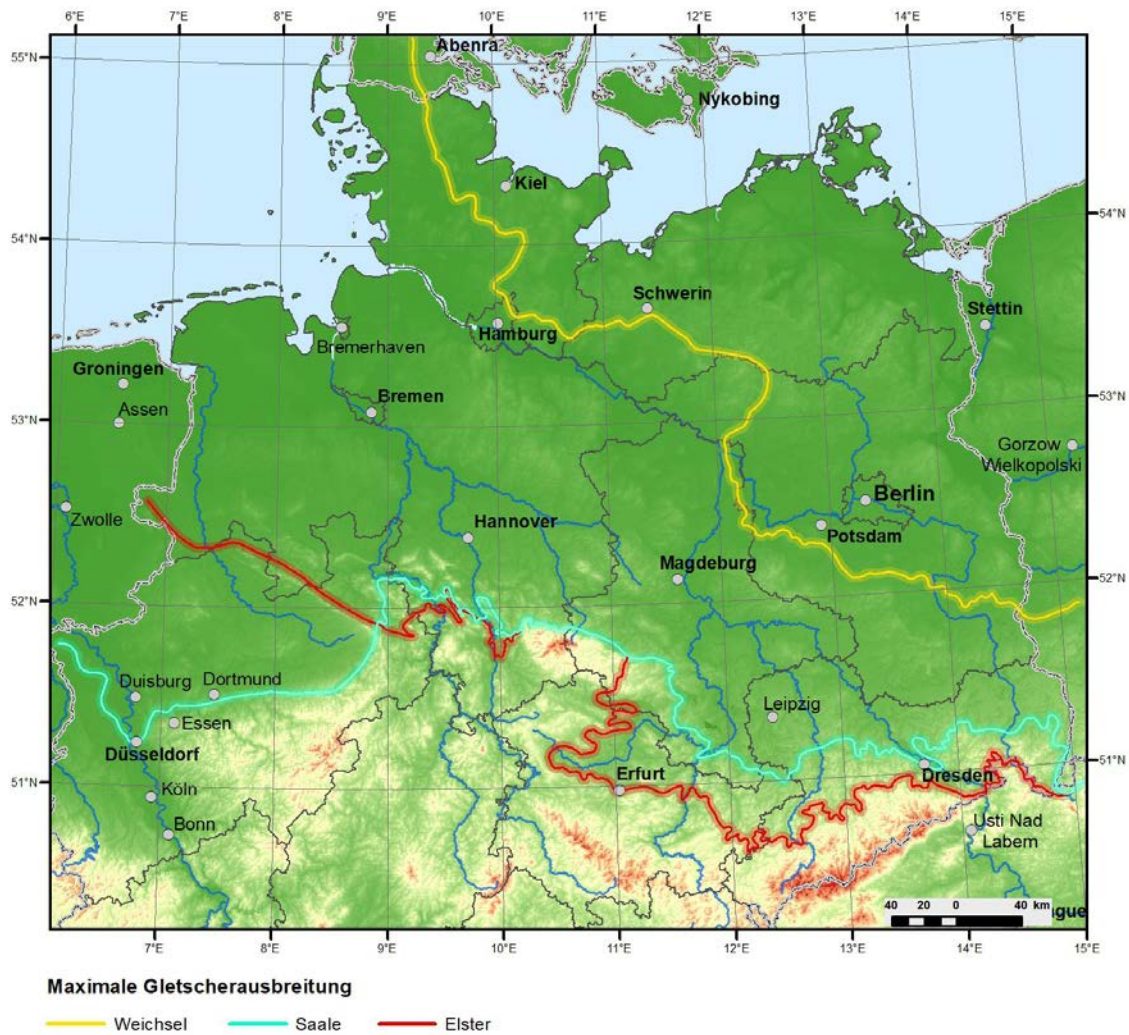 6°E 7°E 8°E 9°E 10°E 11°E 12°E 13°E 14°E 15°E
55°N
Abenra
Nykobing
Kiel
54°N
54°N
Schwerin
Stettin
Hamburg
Bremerhaven
Groningen
Assen
Bremen
53°N
53°N
Gorzow
Wielkopolski
Berlin
Zwolle
Hannover
Potsdam
Magdeburg
52°N
52°N
Duisburg
Dortmund
Leipzig
Essen
Düsseldorf
51°N
51°N
Erfurt
Dresden
Köln
Bonn
Usti Nad
Labem
40 20 0 40 km
gue
7°E 8°E 9°E 10°E 11°E 12°E 13°E 14°E 15°E
Maximale Gletscherausbreitung
Weichsel Saale Elster